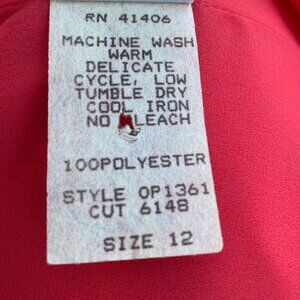 RN 41406
MACHINE WASH
WARM
DELICATE
CYCLE, LOW
TUMBLE DRY
COOL IRON
NO LEACH
100POLYESTER
STYLE OP1361
CUT 6148
SIZE 12